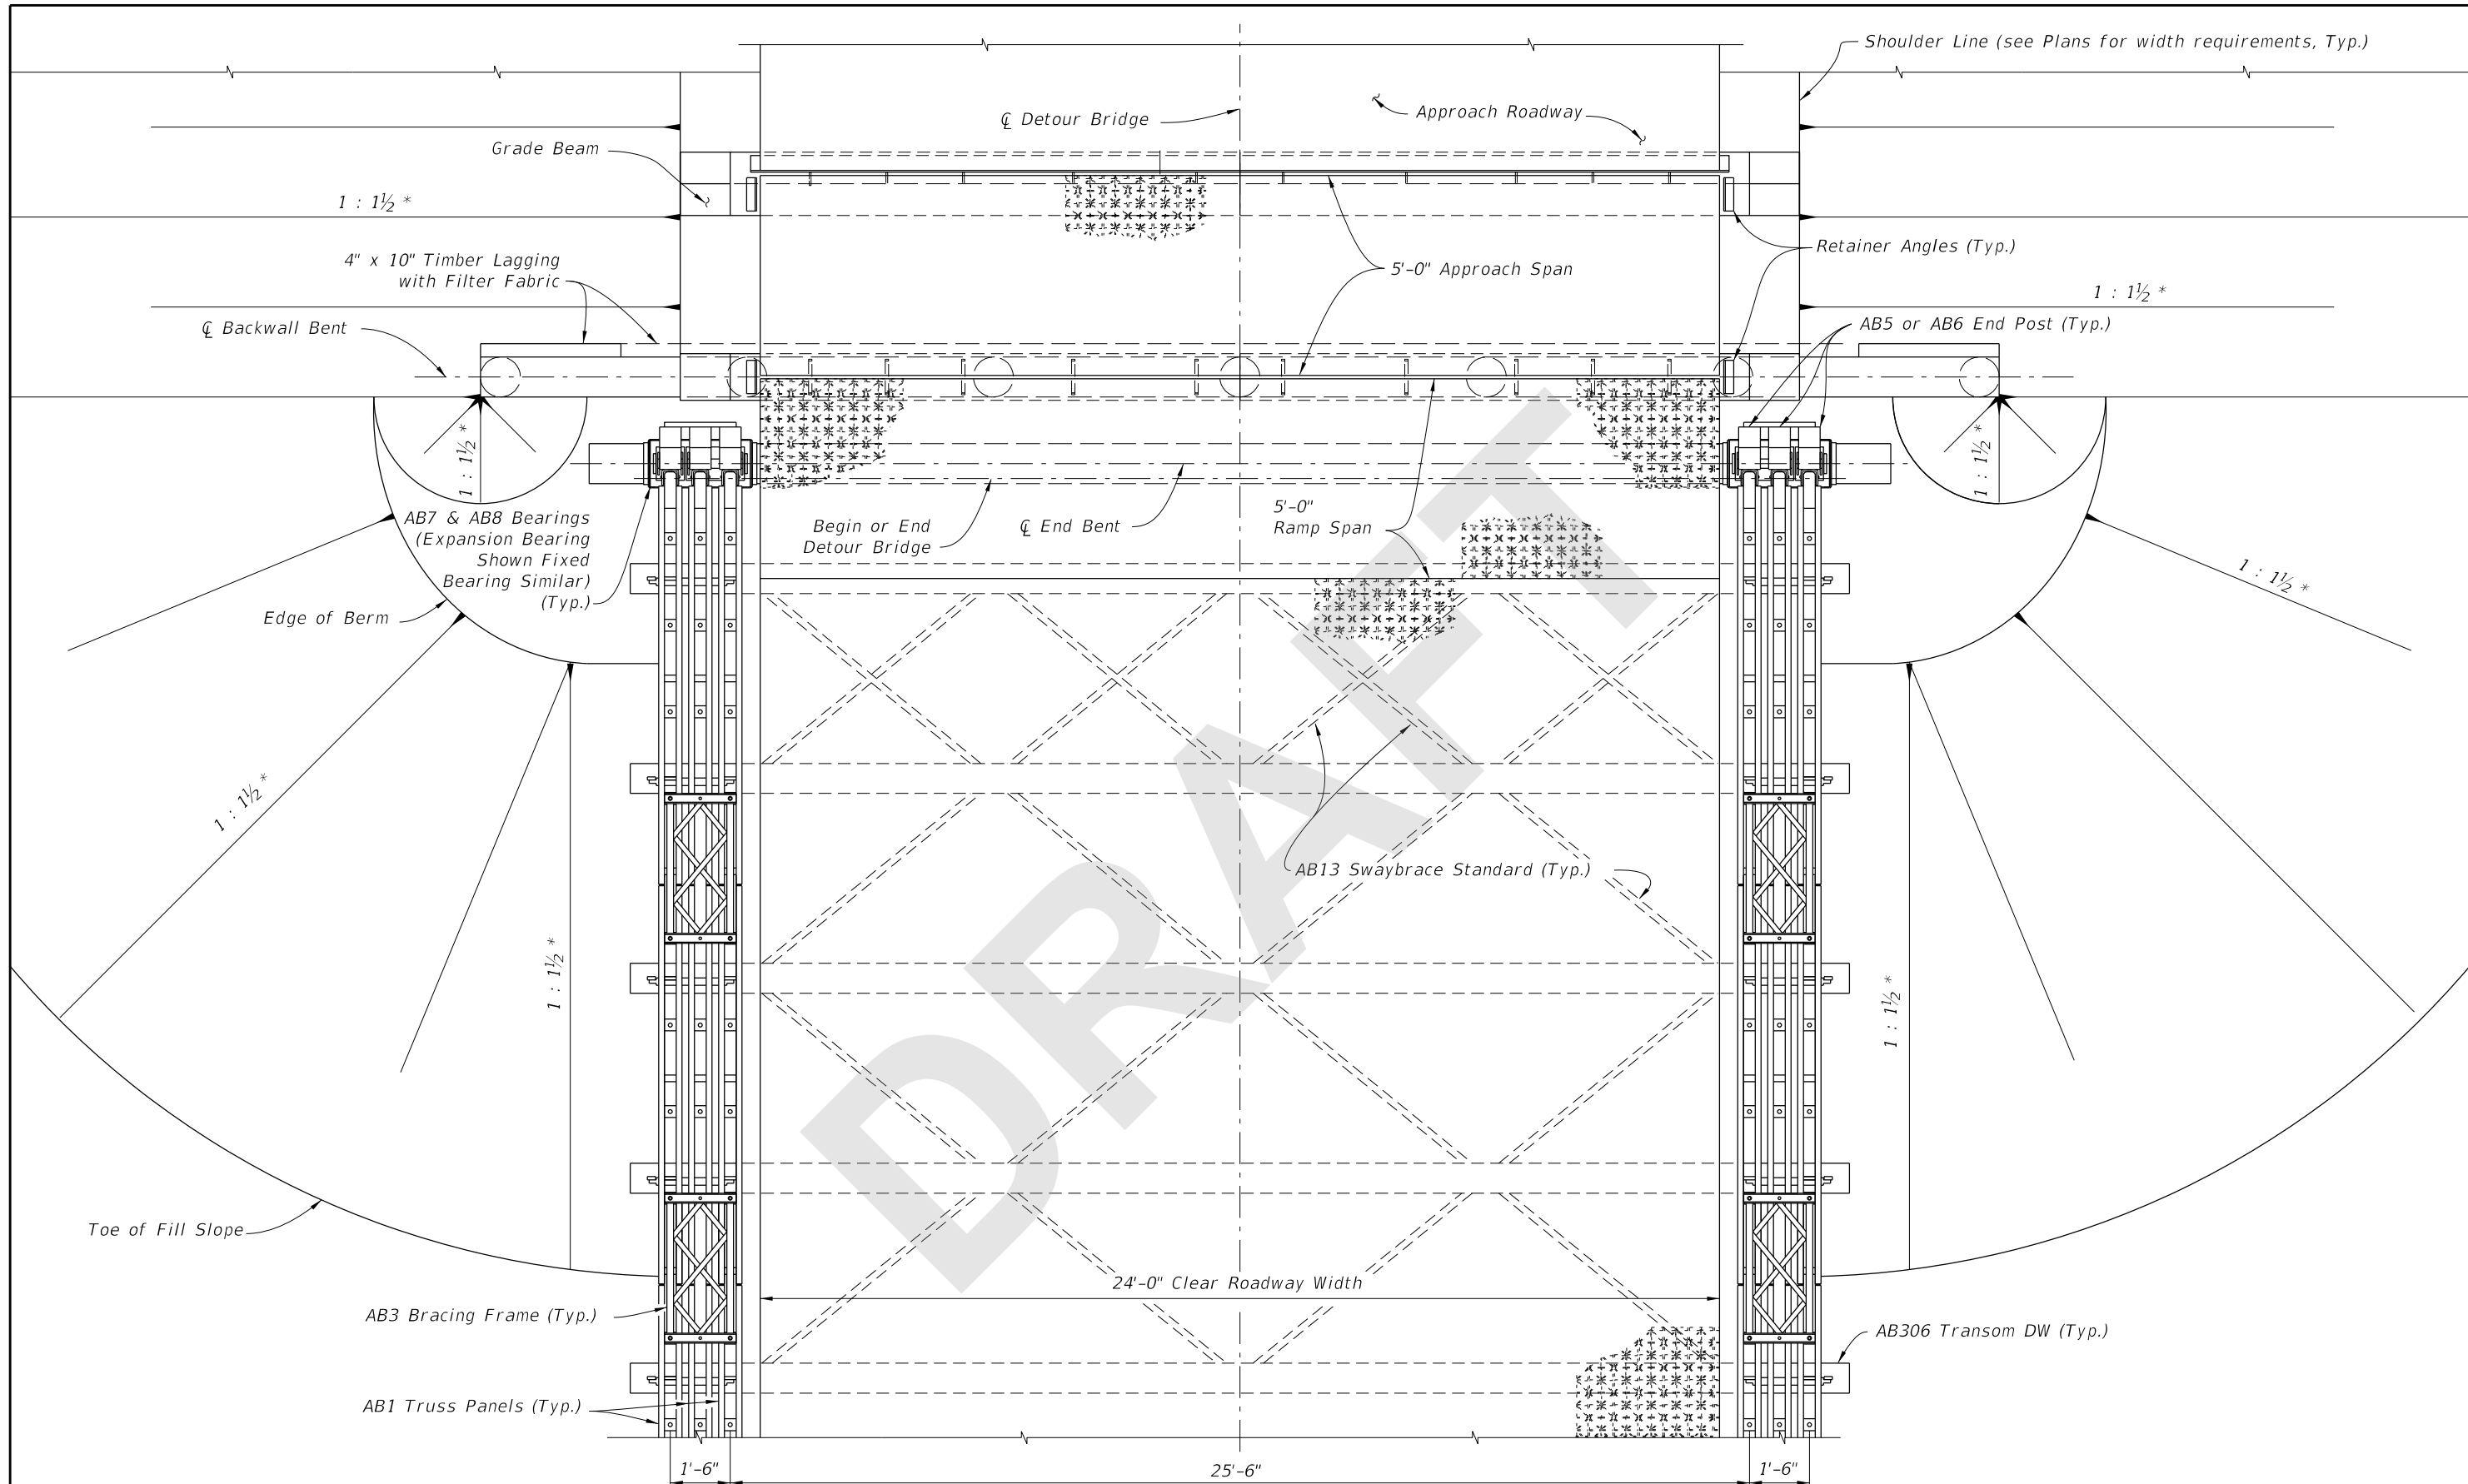 Shoulder Line (see Plans for width requirements, Typ.)
℄ Detour Bridge
Approach Roadway
Grade Beam
1 : 1½ *
Retainer Angles (Typ.)
4" x 10" Timber Lagging
with Filter Fabric
5'-0" Approach Span
1 : 1½ *
℄ Backwall Bent
AB5 or AB6 End Post (Typ.)
1 : 1½ *
1 : 1½ *
AB7 & AB8 Bearings
(Expansion Bearing
Shown Fixed
Bearing Similar)
(Typ.)
Begin or End
Detour Bridge
℄ End Bent
5'-0"
Ramp Span
1 : 1½ *
Edge of Berm
1 : 1½ *
AB13 Swaybrace Standard (Typ.)
1 : 1½ *
1 : 1½ *
DRAFT
Toe of Fill Slope
24'-0" Clear Roadway Width
AB3 Bracing Frame (Typ.)
AB306 Transom DW (Typ.)
AB1 Truss Panels (Typ.)
1'-6"
25'-6"
1'-6"